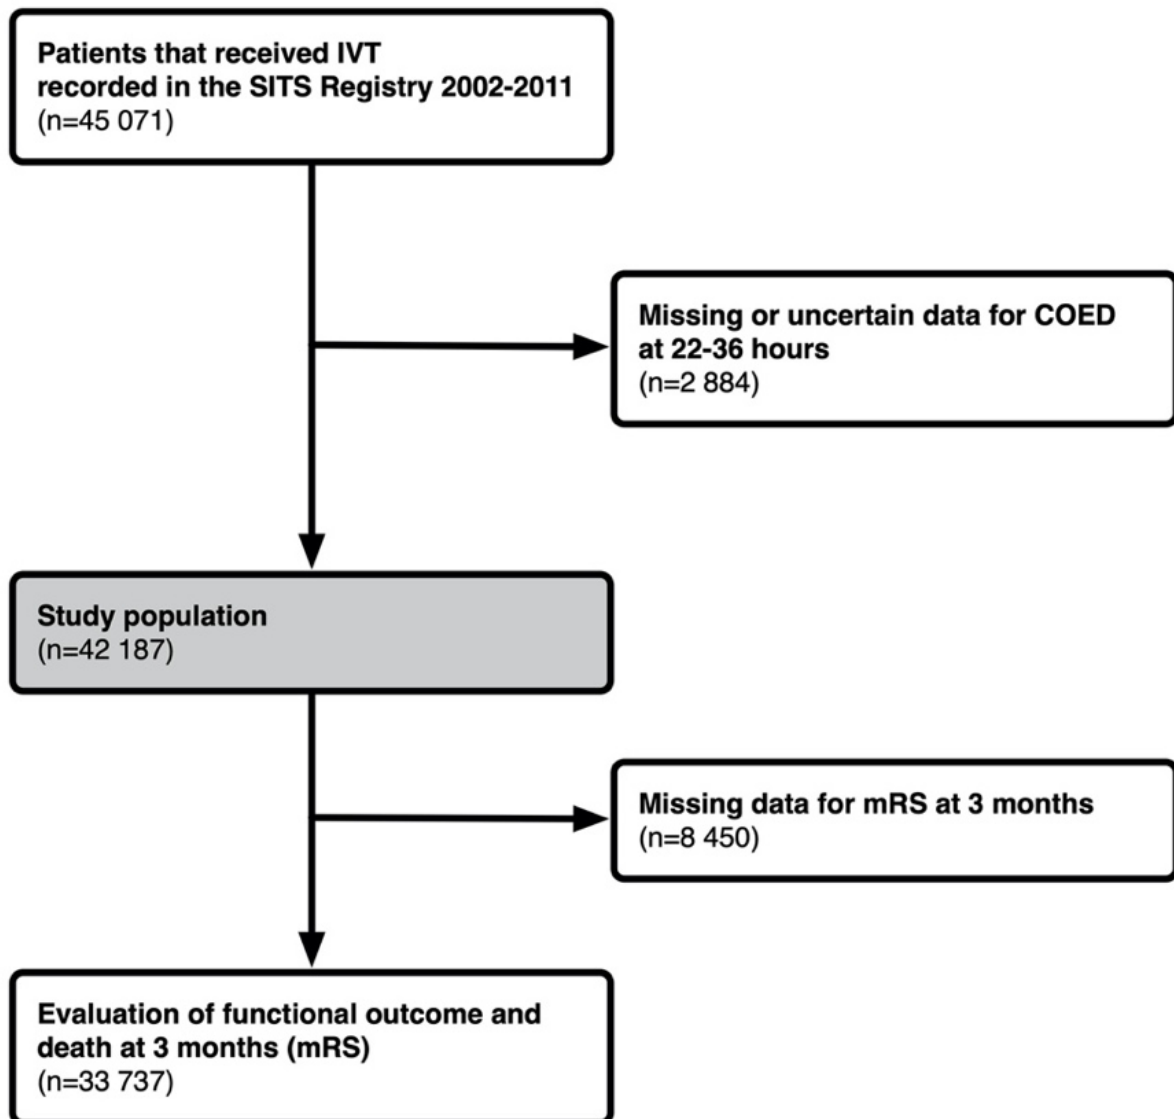 Patients that received IVT
recorded in the SITS Registry 2002-2011
(n=45 071)
Missing or uncertain data for COED
at 22-36 hours
(n=2 884)
Study population
(n=42 187)
Missing data for mRS at 3 months
(n=8 450)
Evaluation of functional outcome and
death at 3 months (mRS)
(n=33 737)